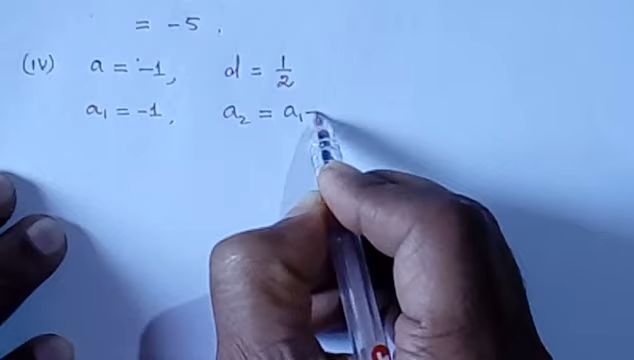 = -5 .
(IV) a = -1, d = 1/2
a₁ = -1, a₂ = a₁ -